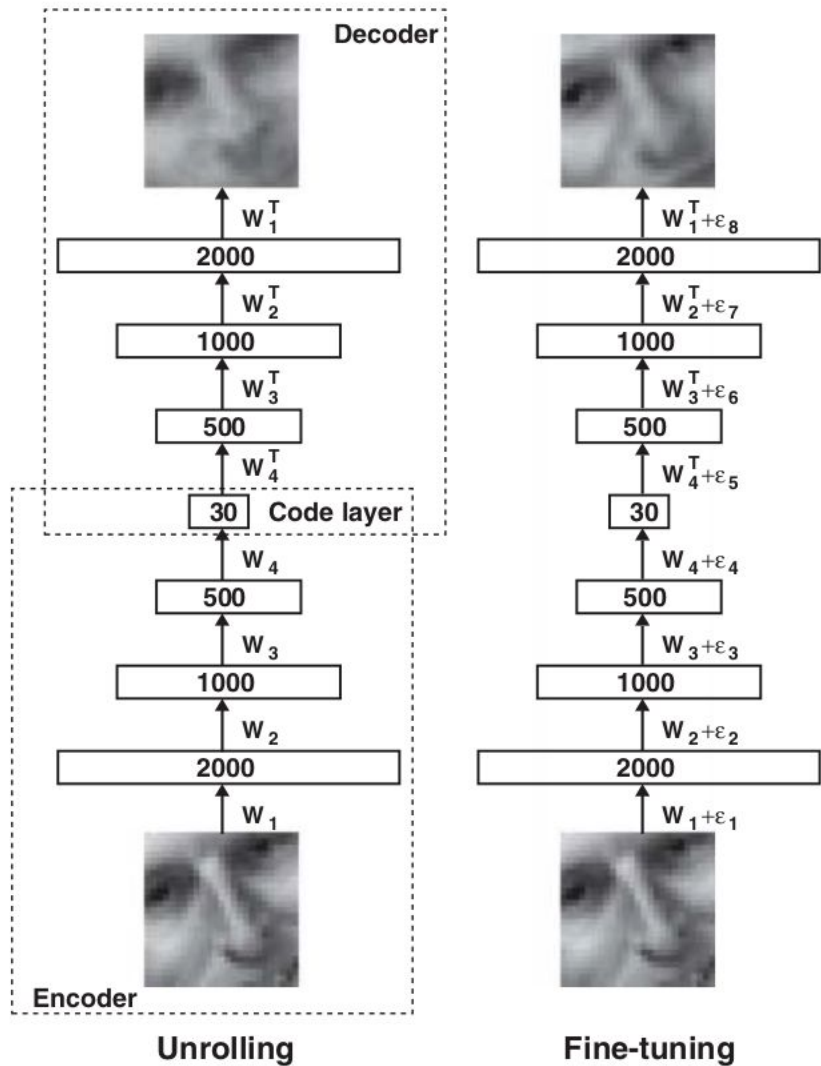 Decoder
W₁ᵀ
2000
W₂ᵀ
1000
W₃ᵀ
500
W₄ᵀ
30
Code layer
W₄
500
W₃
1000
W₂
2000
W₁
Encoder
Unrolling
W₁ᵀ+ε₈
2000
W₂ᵀ+ε₇
1000
W₃ᵀ+ε₆
500
W₄ᵀ+ε₅
30
W₄+ε₄
500
W₃+ε₃
1000
W₂+ε₂
2000
W₁+ε₁
Fine-tuning